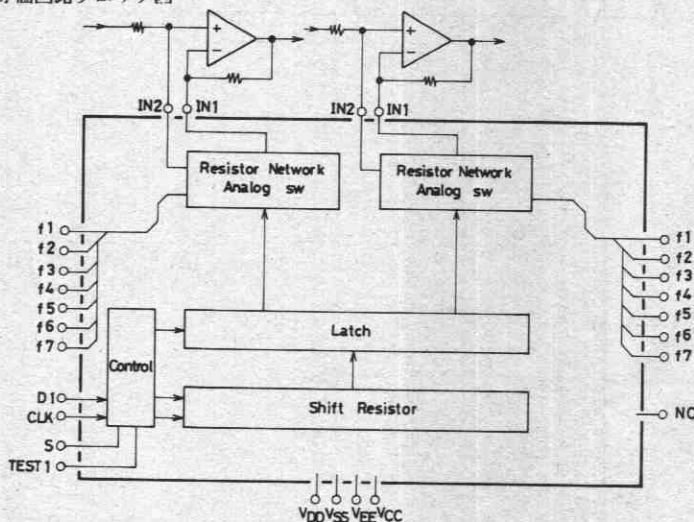 +
-
+
-
IN2 IN1
IN2 IN1
Resistor Network
Analog sw
Resistor Network
Analog sw
f1
f2
f3
f4
f5
f6
f7
f1
f2
f3
f4
f5
f6
f7
Control
Latch
Shift Resistor
D1
CLK
S
TEST1
NC
VDD VSS VEE VCC